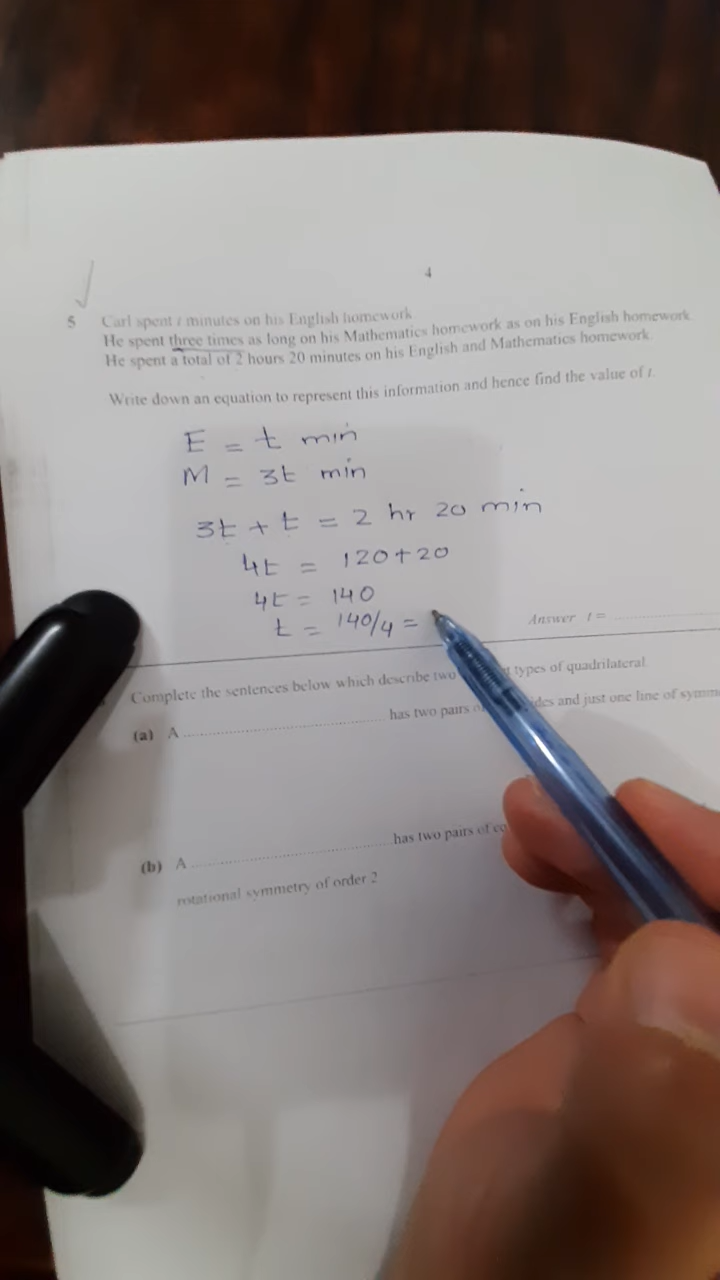 4
5 Carl spent t minutes on his English homework
He spent three times as long on his Mathematics homework as on his English homework
He spent a total of 2 hours 20 minutes on his English and Mathematics homework
Write down an equation to represent this information and hence find the value of t.
E = t min
M = 3t min
3t + t = 2 hr 20 min
4t = 120+20
4t = 140
t = 140/4 =
Answer t = ..............................
Complete the sentences below which describe two types of quadrilateral.
(a) A .................................................. has two pairs and just one line of
(b) A .................................................. has two pairs of
rotational symmetry of order 2